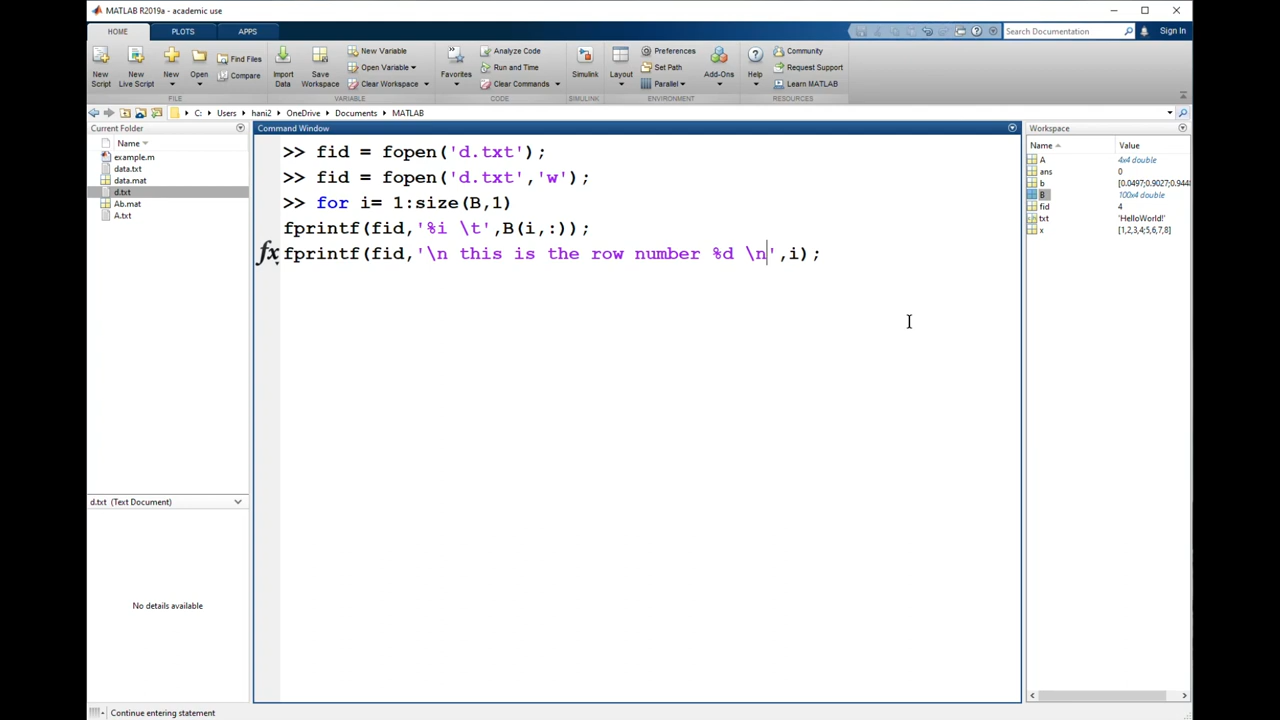 MATLAB R2019a - academic use
HOME PLOTS APPS
Search Documentation Sign In
New Script
New Live Script
New
Open
Find Files
Compare
Import Data
Save Workspace
New Variable
Open Variable
Clear Workspace
Favorites
Analyze Code
Run and Time
Clear Commands
Simulink
Layout
Preferences
Set Path
Parallel
Add-Ons
Help
Community
Request Support
Learn MATLAB
FILE VARIABLE CODE SIMULINK ENVIRONMENT RESOURCES
C: Users hani2 OneDrive Documents MATLAB
Current Folder
Name
example.m
data.txt
data.mat
d.txt
Ab.mat
A.txt
d.txt (Text Document)
No details available
Command Window
>> fid = fopen('d.txt');
>> fid = fopen('d.txt','w');
>> for i= 1:size(B,1)
fprintf(fid,'%i \t',B(i,:));
fx fprintf(fid,'\n this is the row number %d \n',i);
Workspace
Name Value
A 4x4 double
ans 0
b [0.0497;0.9027;0.944
B 100x4 double
fid 4
txt 'HelloWorld!'
x [1,2,3,4;5,6,7,8]
Continue entering statement